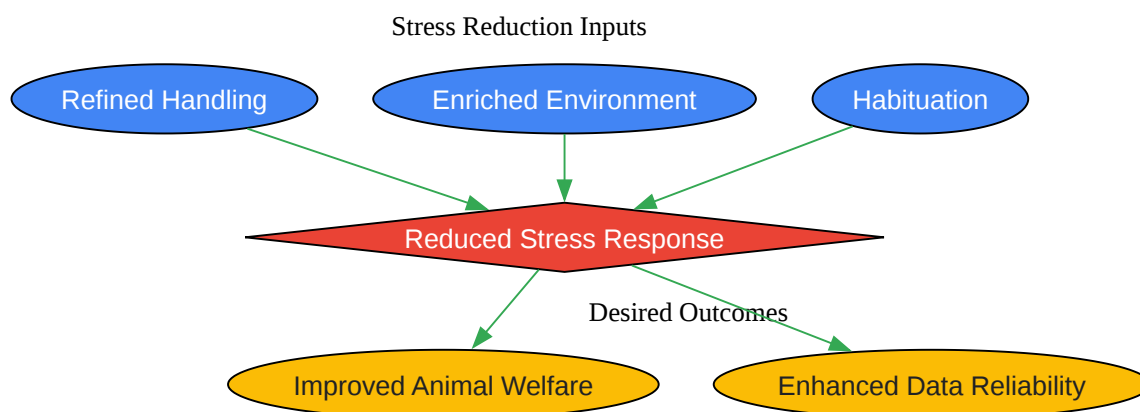 Stress Reduction Inputs
Refined Handling
Enriched Environment
Habituation
Reduced Stress Response
Desired Outcomes
Improved Animal Welfare
Enhanced Data Reliability